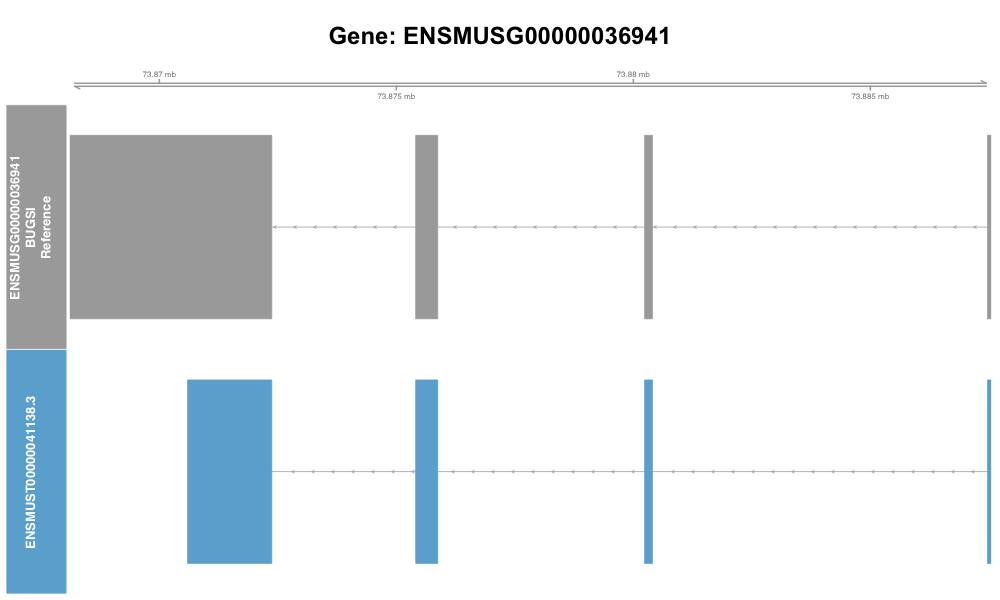 Gene: ENSMUSG00000036941
73.87 mb
73.88 mb
73.875 mb
73.885 mb
ENSMUSG00000036941
BUGSI
Reference
ENSMUST00000041138.3